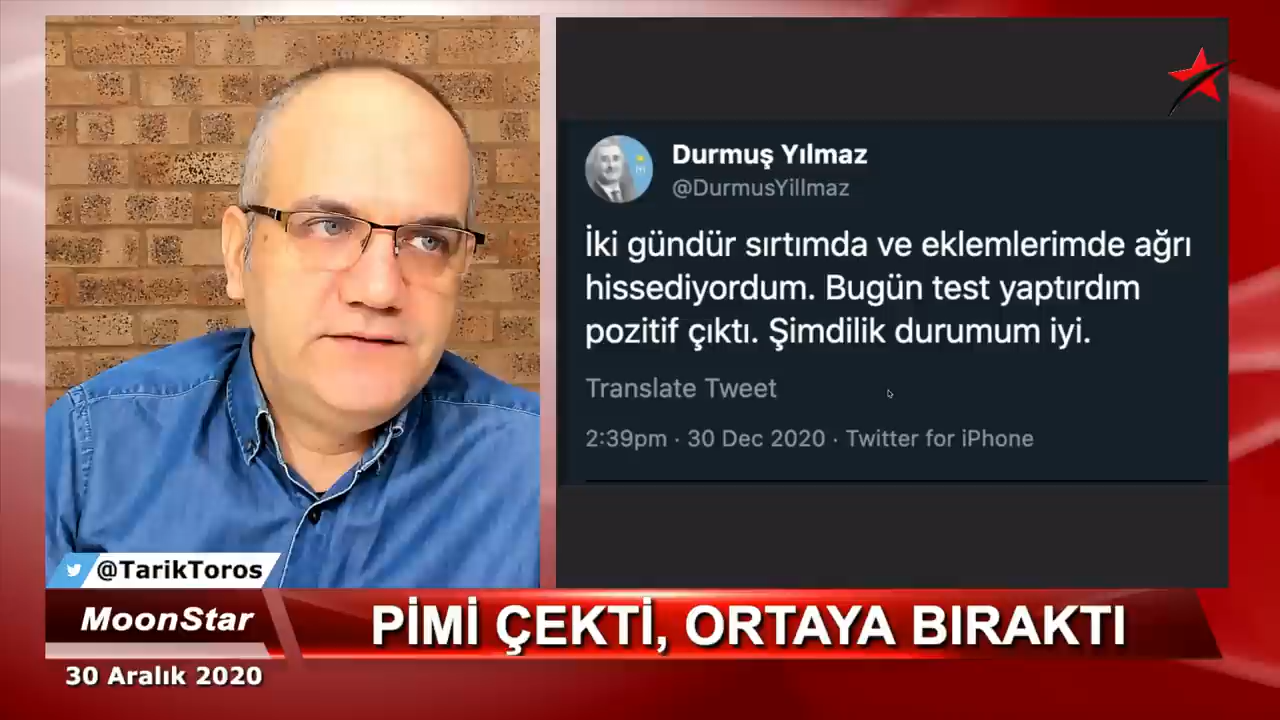 Durmuş Yılmaz
@DurmusYillmaz
İki gündür sırtımda ve eklemlerimde ağrı
hissediyordum. Bugün test yaptırdım
pozitif çıktı. Şimdilik durumum iyi.
Translate Tweet
2:39pm · 30 Dec 2020 · Twitter for iPhone
@TarikToros
MoonStar
PİMİ ÇEKTİ, ORTAYA BIRAKTI
30 Aralık 2020